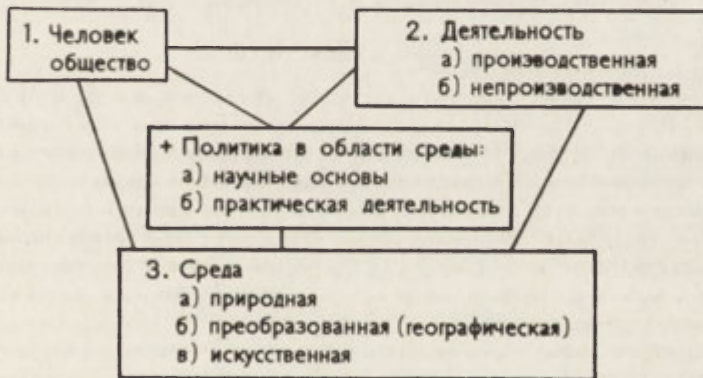 1. Человек
общество
2. Деятельность
а) производственная
б) непроизводственная
+ Политика в области среды:
а) научные основы
б) практическая деятельность
3. Среда
а) природная
б) преобразованная (географическая)
в) искусственная